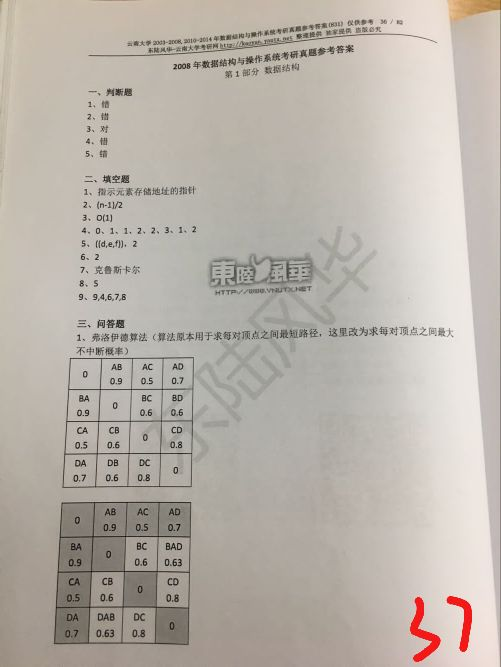 云南大学 2003-2008, 2010-2014 年数据结构与操作系统考研真题参考答案(831) 仅供参考 36 / 82
东陆风华-云南大学考研网 http://kaoyan.ynutx.net 整理提供 独家提供 盗版必究
2008 年数据结构与操作系统考研真题参考答案
第 1 部分 数据结构
一、判断题
1、错
2、错
3、对
4、错
5、错
二、填空题
1、指示元素存储地址的指针
2、(n-1)/2
3、O(1)
4、0、1、1、2、2、3、1、2
5、((d,e,f)), 2
6、2
7、克鲁斯卡尔
8、5
9、9,4,6,7,8
東陸風華
HTTP://WWW.YNUTX.NET
东陆风华
三、问答题
1、弗洛伊德算法（算法原本用于求每对顶点之间最短路径，这里改为求每对顶点之间最大
不中断概率）
0 AB 0.9 AC 0.5 AD 0.7
BA 0.9 0 BC 0.6 BD 0.6
CA 0.5 CB 0.6 0 CD 0.8
DA 0.7 DB 0.6 DC 0.8 0
0 AB 0.9 AC 0.5 AD 0.7
BA 0.9 0 BC 0.6 BAD 0.63
CA 0.5 CB 0.6 0 CD 0.8
DA 0.7 DAB 0.63 DC 0.8 0
37